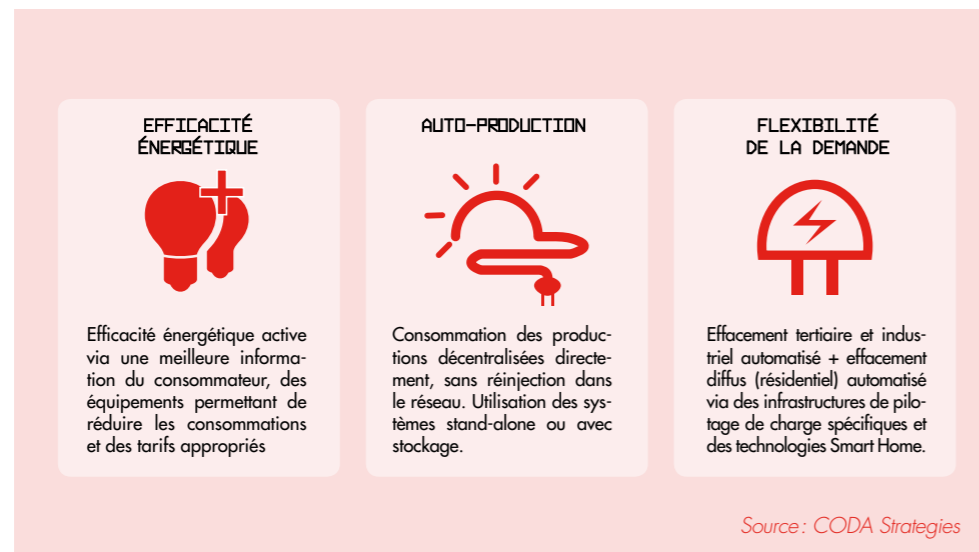 EFFICACITÉ
ÉNERGÉTIQUE
Efficacité énergétique active
via une meilleure informa-
tion du consommateur, des
équipements permettant de
réduire les consommations
et des tarifs appropriés
AUTO-PRODUCTION
Consommation des produc-
tions décentralisées directe-
ment, sans réinjection dans
le réseau. Utilisation des sys-
tèmes stand-alone ou avec
stockage.
FLEXIBILITÉ
DE LA DEMANDE
Effacement tertiaire et indus-
triel automatisé + effacement
diffus (résidentiel) automatisé
via des infrastructures de pilo-
tage de charge spécifiques et
des technologies Smart Home.
Source : CODA Strategies